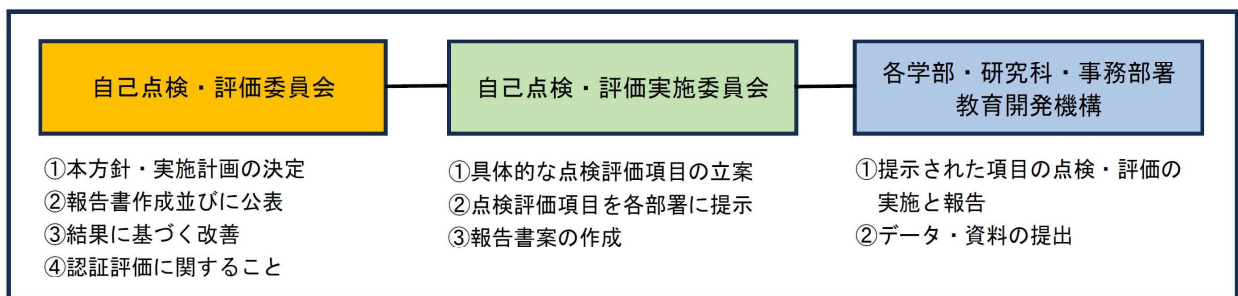 自己点検・評価委員会
①本方針・実施計画の決定
②報告書作成並びに公表
③結果に基づく改善
④認証評価に関すること
自己点検・評価実施委員会
①具体的な点検評価項目の立案
②点検評価項目を各部署に提示
③報告書案の作成
各学部・研究科・事務部署
教育開発機構
①提示された項目の点検・評価の
実施と報告
②データ・資料の提出